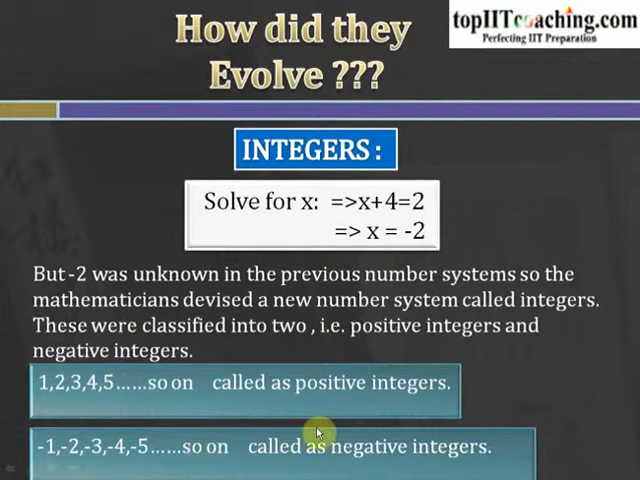 How did they
Evolve ???
topIITcoaching.com
Perfecting IIT Preparation
INTEGERS :
Solve for x: =>x+4=2
=> x = -2
But -2 was unknown in the previous number systems so the
mathematicians devised a new number system called integers.
These were classified into two , i.e. positive integers and
negative integers.
1,2,3,4,5......so on called as positive integers.
-1,-2,-3,-4,-5......so on called as negative integers.